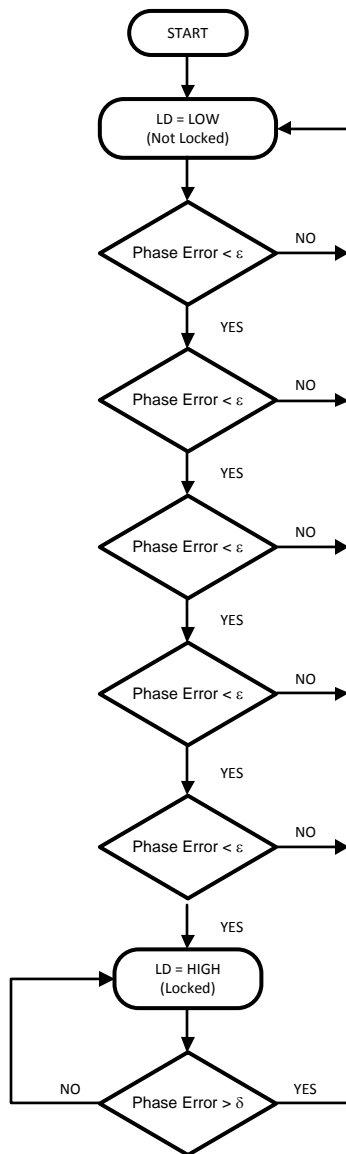 START
LD = LOW
(Not Locked)
Phase Error < ε
NO
YES
Phase Error < ε
NO
YES
Phase Error < ε
NO
YES
Phase Error < ε
NO
YES
Phase Error < ε
NO
YES
LD = HIGH
(Locked)
NO
Phase Error > δ
YES